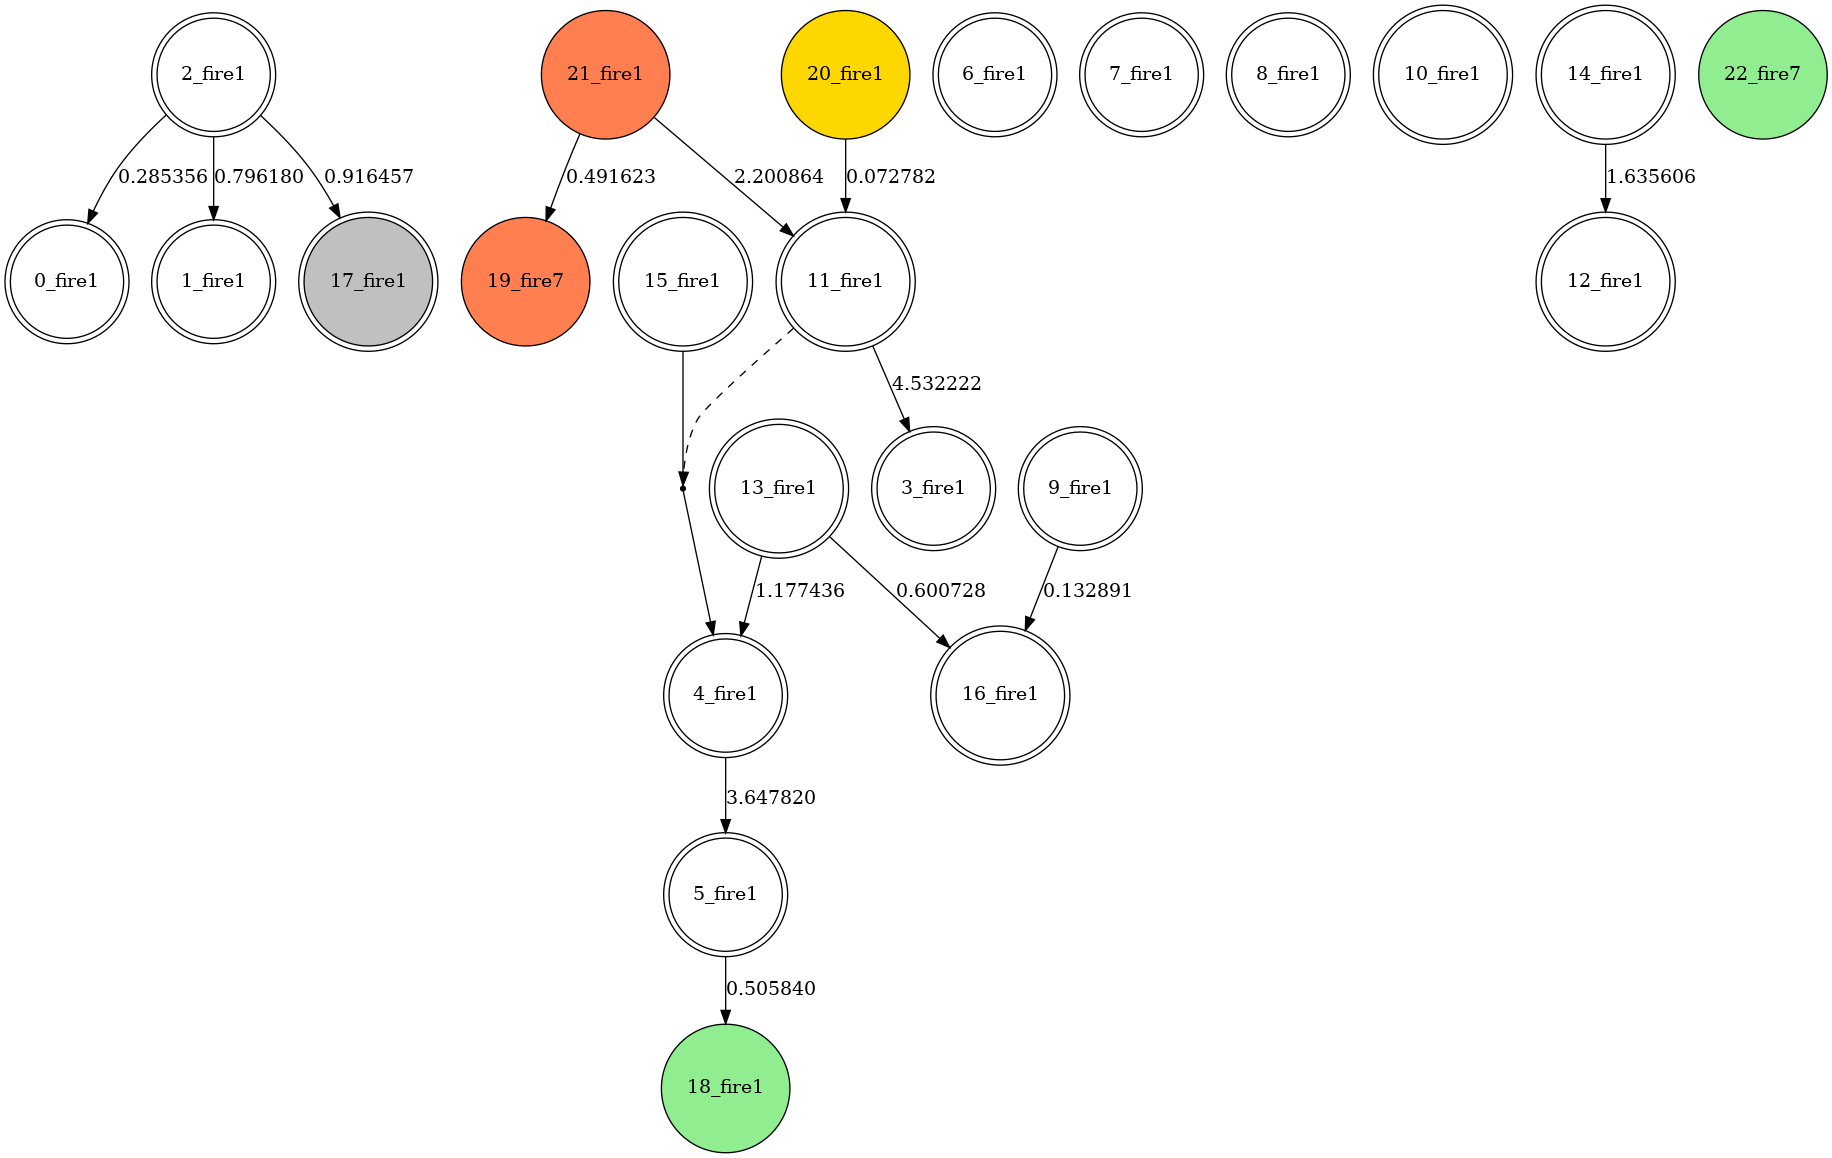 2_fire1
21_fire1
20_fire1
6_fire1
7_fire1
8_fire1
10_fire1
14_fire1
22_fire7
0.285356
0.796180
0.916457
0.491623
2.200864
0.072782
1.635606
0_fire1
1_fire1
17_fire1
19_fire7
15_fire1
11_fire1
12_fire1
4.532222
13_fire1
3_fire1
9_fire1
1.177436
0.600728
0.132891
4_fire1
16_fire1
3.647820
5_fire1
0.505840
18_fire1